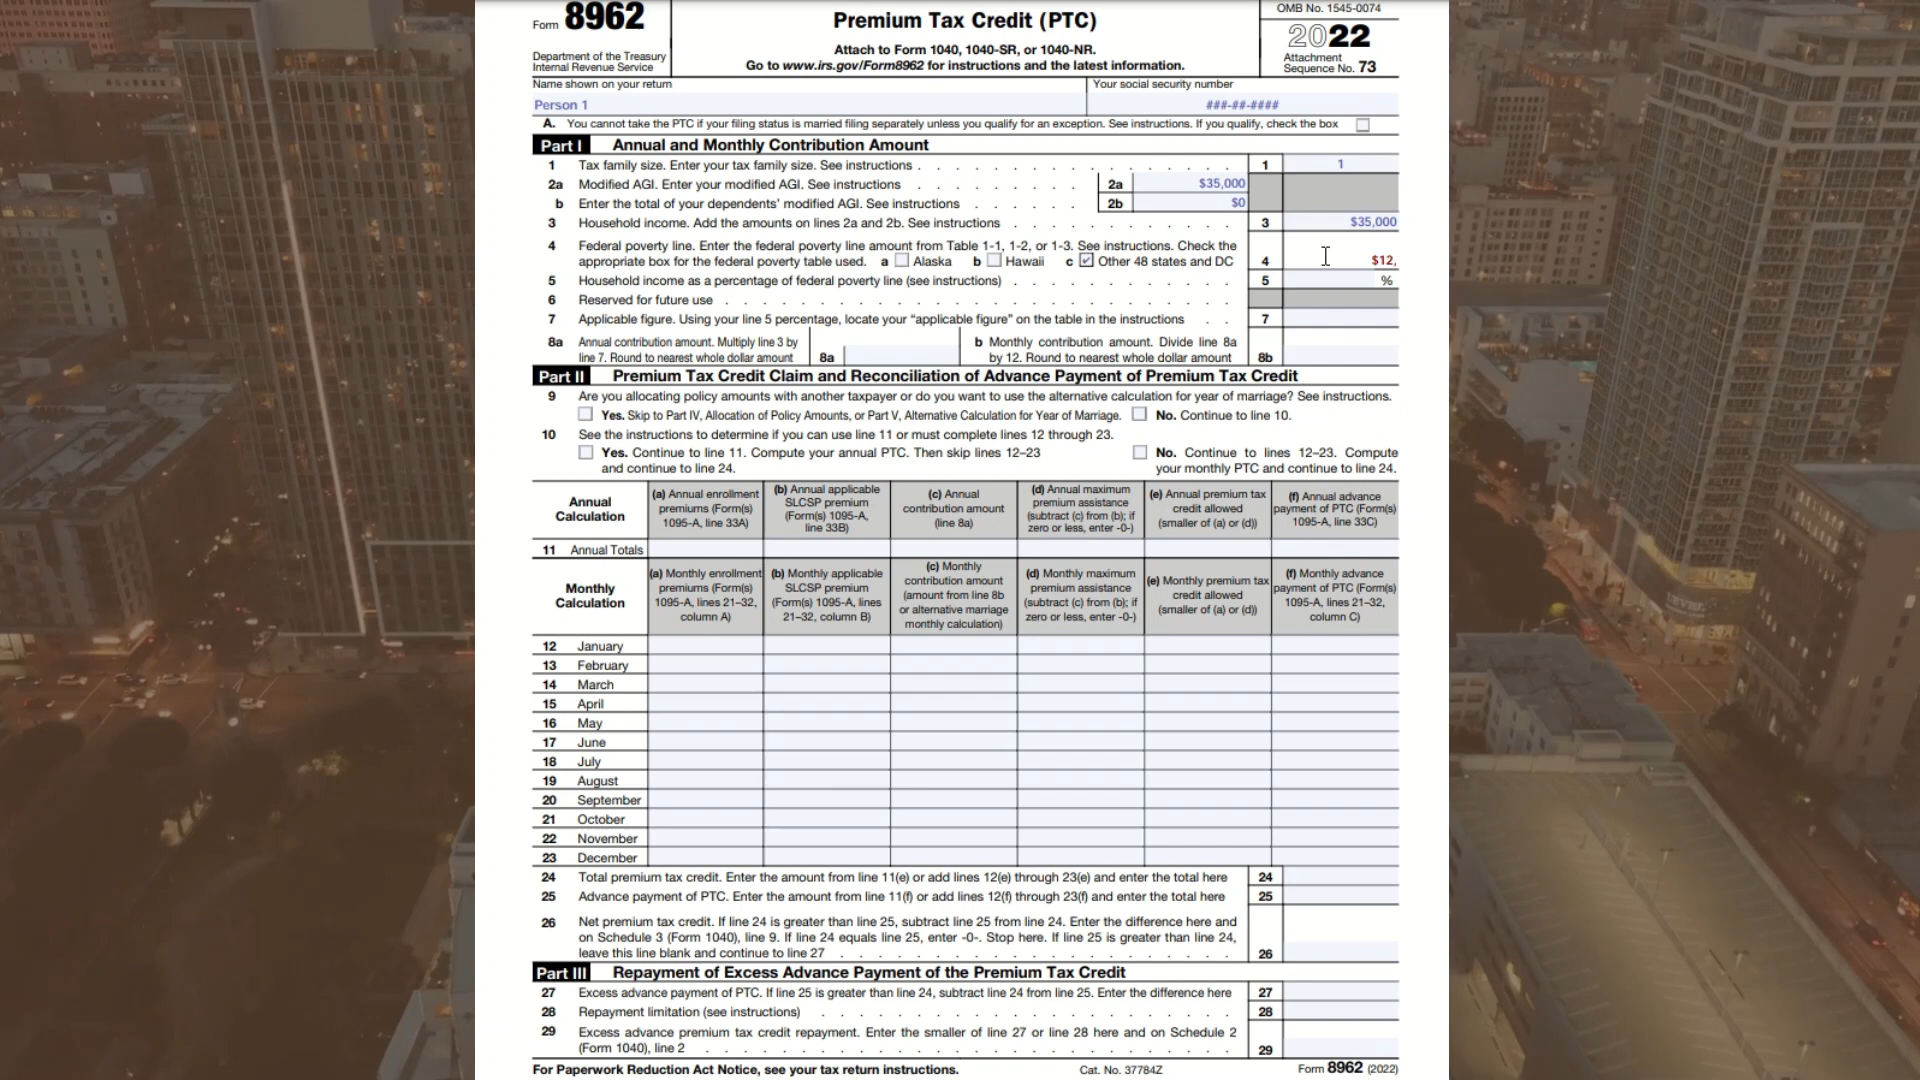 Form 8962
Department of the Treasury
Internal Revenue Service
Premium Tax Credit (PTC)
Attach to Form 1040, 1040-SR, or 1040-NR.
Go to www.irs.gov/Form8962 for instructions and the latest information.
OMB No. 1545-0074
2022
Attachment
Sequence No. 73
Name shown on your return
Person 1
Your social security number
###-##-####
A. You cannot take the PTC if your filing status is married filing separately unless you qualify for an exception. See instructions. If you qualify, check the box
Part I Annual and Monthly Contribution Amount
1 Tax family size. Enter your tax family size. See instructions . . . . . . . . . . . . . . . . . 1 1
2a Modified AGI. Enter your modified AGI. See instructions . . . . . . . . . 2a $35,000
b Enter the total of your dependents' modified AGI. See instructions . . . . . . 2b $0
3 Household income. Add the amounts on lines 2a and 2b. See instructions . . . . . . . . . . . . 3 $35,000
4 Federal poverty line. Enter the federal poverty line amount from Table 1-1, 1-2, or 1-3. See instructions. Check the
appropriate box for the federal poverty table used. a Alaska b Hawaii c ✓ Other 48 states and DC 4 $12,
5 Household income as a percentage of federal poverty line (see instructions) . . . . . . . . . . . . 5 %
6 Reserved for future use . . . . . . . . . . . . . . . . . . . . . . . . . . .
7 Applicable figure. Using your line 5 percentage, locate your “applicable figure” on the table in the instructions . . 7
8a Annual contribution amount. Multiply line 3 by
line 7. Round to nearest whole dollar amount 8a
b Monthly contribution amount. Divide line 8a
by 12. Round to nearest whole dollar amount 8b
Part II Premium Tax Credit Claim and Reconciliation of Advance Payment of Premium Tax Credit
9 Are you allocating policy amounts with another taxpayer or do you want to use the alternative calculation for year of marriage? See instructions.
Yes. Skip to Part IV, Allocation of Policy Amounts, or Part V, Alternative Calculation for Year of Marriage. No. Continue to line 10.
10 See the instructions to determine if you can use line 11 or must complete lines 12 through 23.
Yes. Continue to line 11. Compute your annual PTC. Then skip lines 12–23
and continue to line 24.
No. Continue to lines 12–23. Compute
your monthly PTC and continue to line 24.
Annual
Calculation
(a) Annual enrollment
premiums (Form(s)
1095-A, line 33A)
(b) Annual applicable
SLCSP premium
(Form(s) 1095-A,
line 33B)
(c) Annual
contribution amount
(line 8a)
(d) Annual maximum
premium assistance
(subtract (c) from (b); if
zero or less, enter -0-)
(e) Annual premium tax
credit allowed
(smaller of (a) or (d))
(f) Annual advance
payment of PTC (Form(s)
1095-A, line 33C)
11 Annual Totals
Monthly
Calculation
(a) Monthly enrollment
premiums (Form(s)
1095-A, lines 21–32,
column A)
(b) Monthly applicable
SLCSP premium
(Form(s) 1095-A, lines
21–32, column B)
(c) Monthly
contribution amount
(amount from line 8b
or alternative marriage
monthly calculation)
(d) Monthly maximum
premium assistance
(subtract (c) from (b); if
zero or less, enter -0-)
(e) Monthly premium tax
credit allowed
(smaller of (a) or (d))
(f) Monthly advance
payment of PTC (Form(s)
1095-A, lines 21–32,
column C)
12 January
13 February
14 March
15 April
16 May
17 June
18 July
19 August
20 September
21 October
22 November
23 December
24 Total premium tax credit. Enter the amount from line 11(e) or add lines 12(e) through 23(e) and enter the total here 24
25 Advance payment of PTC. Enter the amount from line 11(f) or add lines 12(f) through 23(f) and enter the total here 25
26 Net premium tax credit. If line 24 is greater than line 25, subtract line 25 from line 24. Enter the difference here and
on Schedule 3 (Form 1040), line 9. If line 24 equals line 25, enter -0-. Stop here. If line 25 is greater than line 24,
leave this line blank and continue to line 27 . . . . . . . . . . . . . . . . . . . . . 26
Part III Repayment of Excess Advance Payment of the Premium Tax Credit
27 Excess advance payment of PTC. If line 25 is greater than line 24, subtract line 24 from line 25. Enter the difference here 27
28 Repayment limitation (see instructions) . . . . . . . . . . . . . . . . . . . . . . 28
29 Excess advance premium tax credit repayment. Enter the smaller of line 27 or line 28 here and on Schedule 2
(Form 1040), line 2 . . . . . . . . . . . . . . . . . . . . . . . . . . . . 29
For Paperwork Reduction Act Notice, see your tax return instructions.
Cat. No. 37784Z
Form 8962 (2022)